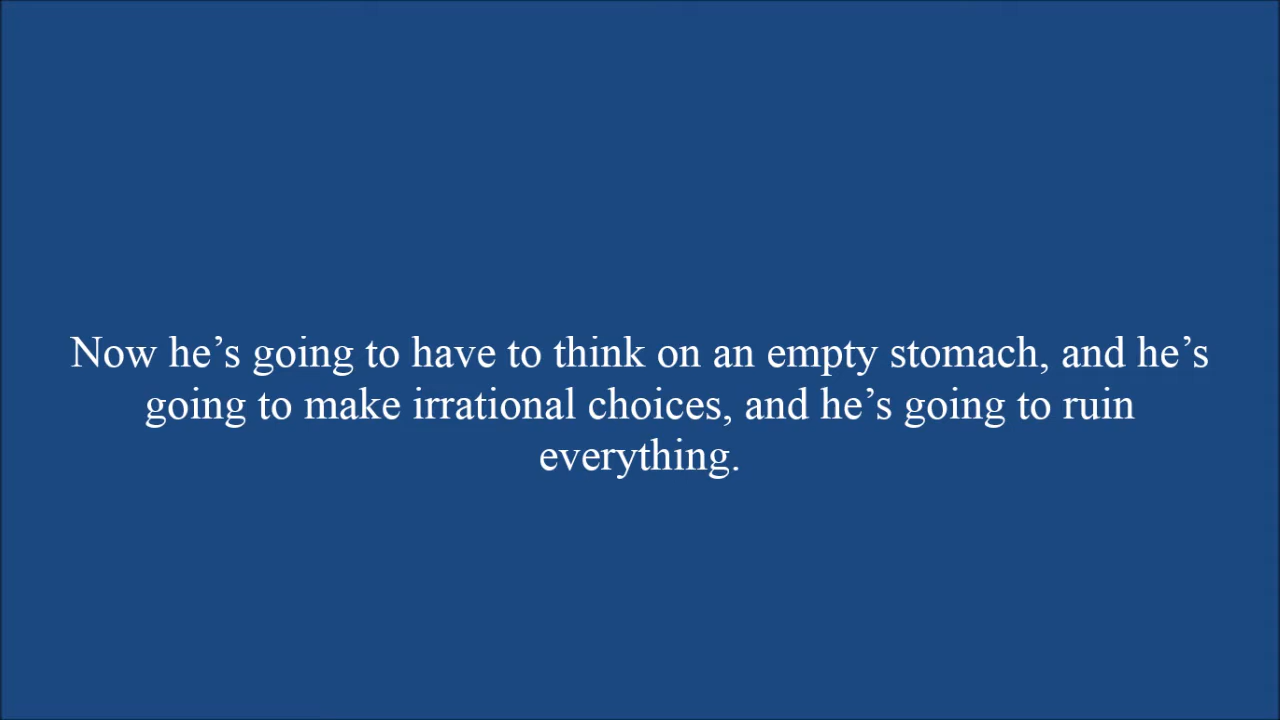 Now he’s going to have to think on an empty stomach, and he’s
going to make irrational choices, and he’s going to ruin
everything.